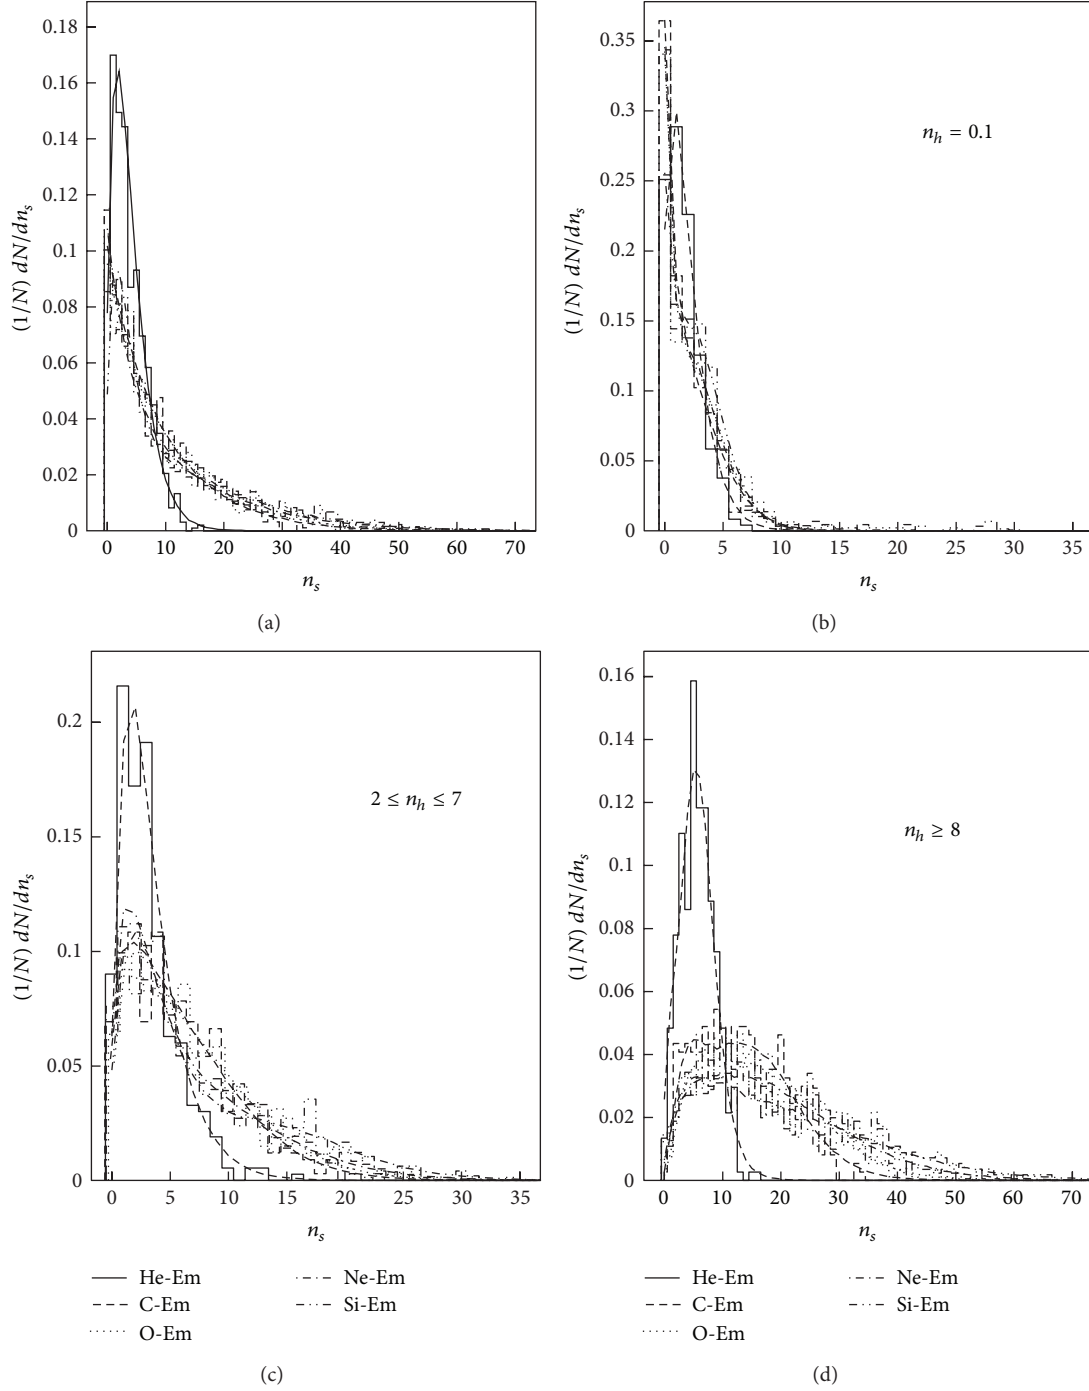 0.18
0.16
0.14
0.12
0.1
0.08
0.06
0.04
0.02
0
(1/N) dN/dn_s
0 10 20 30 40 50 60 70
n_s
(a)
0.35
0.3
0.25
0.2
0.15
0.1
0.05
0
(1/N) dN/dn_s
n_h = 0.1
0 5 10 15 20 25 30 35
n_s
(b)
0.2
0.15
0.1
0.05
0
(1/N) dN/dn_s
2 ≤ n_h ≤ 7
0 5 10 15 20 25 30 35
n_s
He-Em
C-Em
O-Em
Ne-Em
Si-Em
(c)
0.16
0.14
0.12
0.1
0.08
0.06
0.04
0.02
0
(1/N) dN/dn_s
n_h ≥ 8
0 10 20 30 40 50 60 70
n_s
He-Em
C-Em
O-Em
Ne-Em
Si-Em
(d)